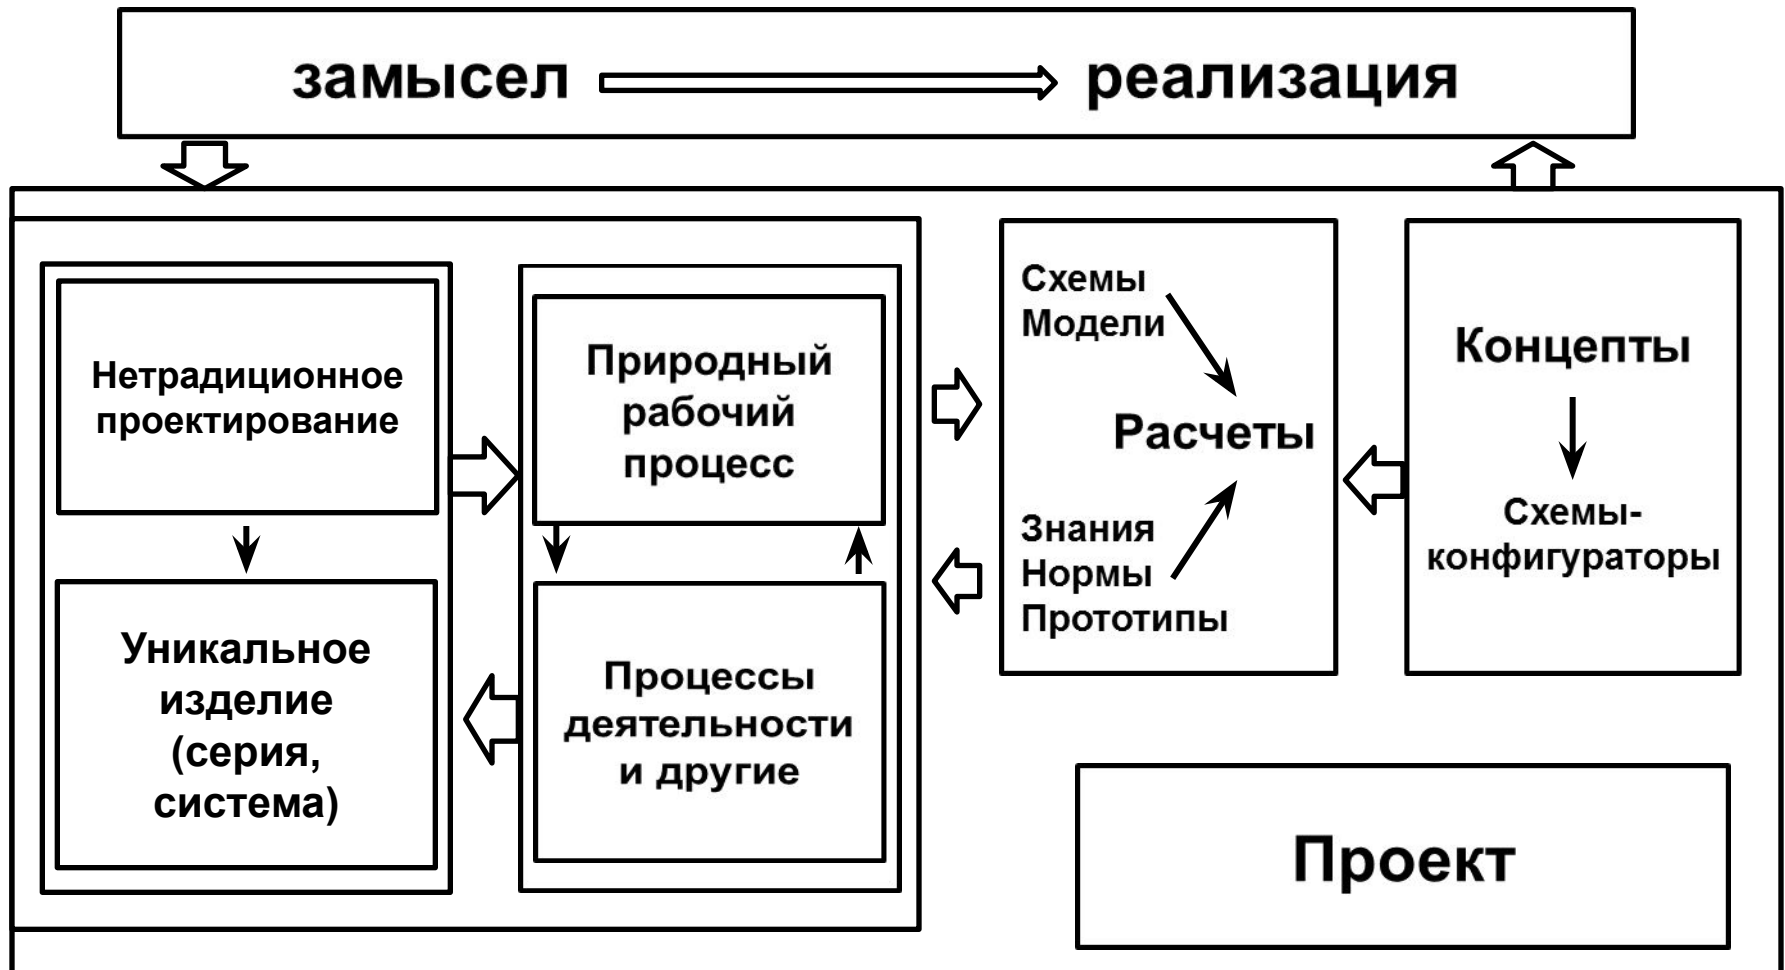 замысел реализация
Нетрадиционное
проектирование
Уникальное
изделие
(серия,
система)
Природный
рабочий
процесс
Процессы
деятельности
и другие
Схемы
Модели
Расчеты
Знания
Нормы
Прототипы
Концепты
Схемы-
конфигураторы
Проект